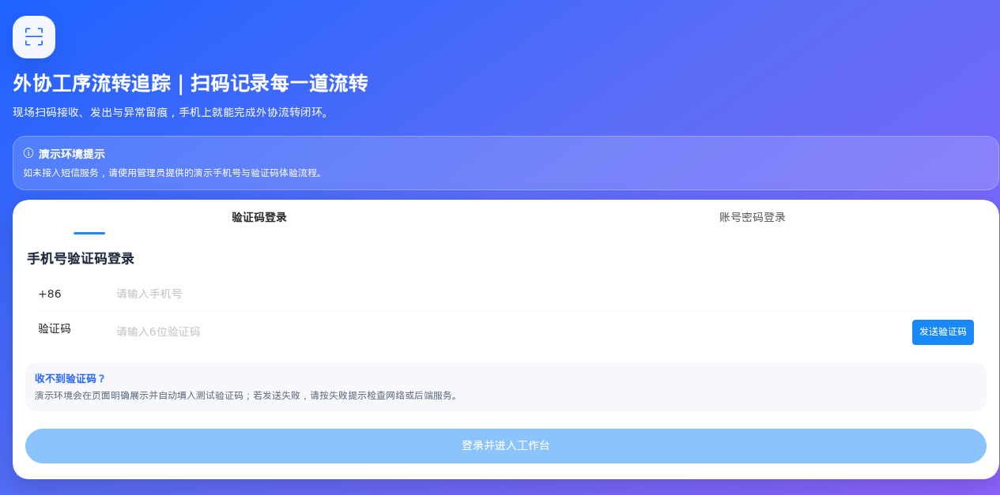 外协工序流转追踪 | 扫码记录每一道流转
现场扫码接收、发出与异常留痕，手机上就能完成外协流转闭环。
演示环境提示
如未接入短信服务，请使用管理员提供的演示手机号与验证码体验流程。
验证码登录 账号密码登录
手机号验证码登录
+86 请输入手机号
验证码 请输入6位验证码 发送验证码
收不到验证码？
演示环境会在页面明确展示并自动填入测试验证码；若发送失败，请按失败提示检查网络或后端服务。
登录并进入工作台